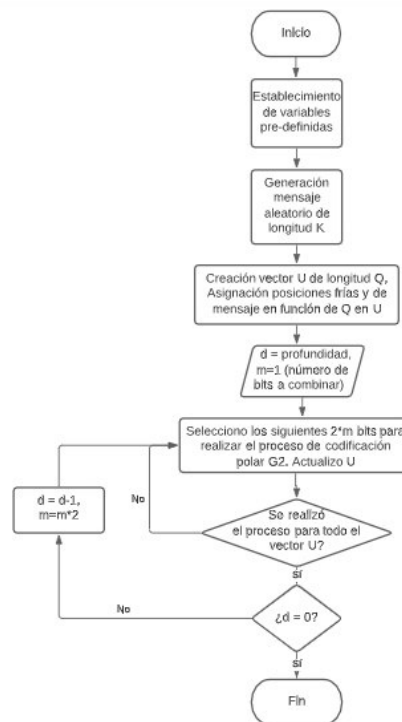 Inicio
Establecimiento
de variables
pre-definidas
Generación
mensaje
aleatorio de
longitud K
Creación vector U de longitud Q,
Asignación posiciones frías y de
mensaje en función de Q en U
d = profundidad,
m=1 (número de
bits a combinar)
Selecciono los siguientes 2*m bits para
realizar el proceso de codificación
polar G2. Actualizo U
d = d-1,
m=m*2
No
Se realizó
el proceso para todo el
vector U?
sí
No
¿d = 0?
sí
Fin